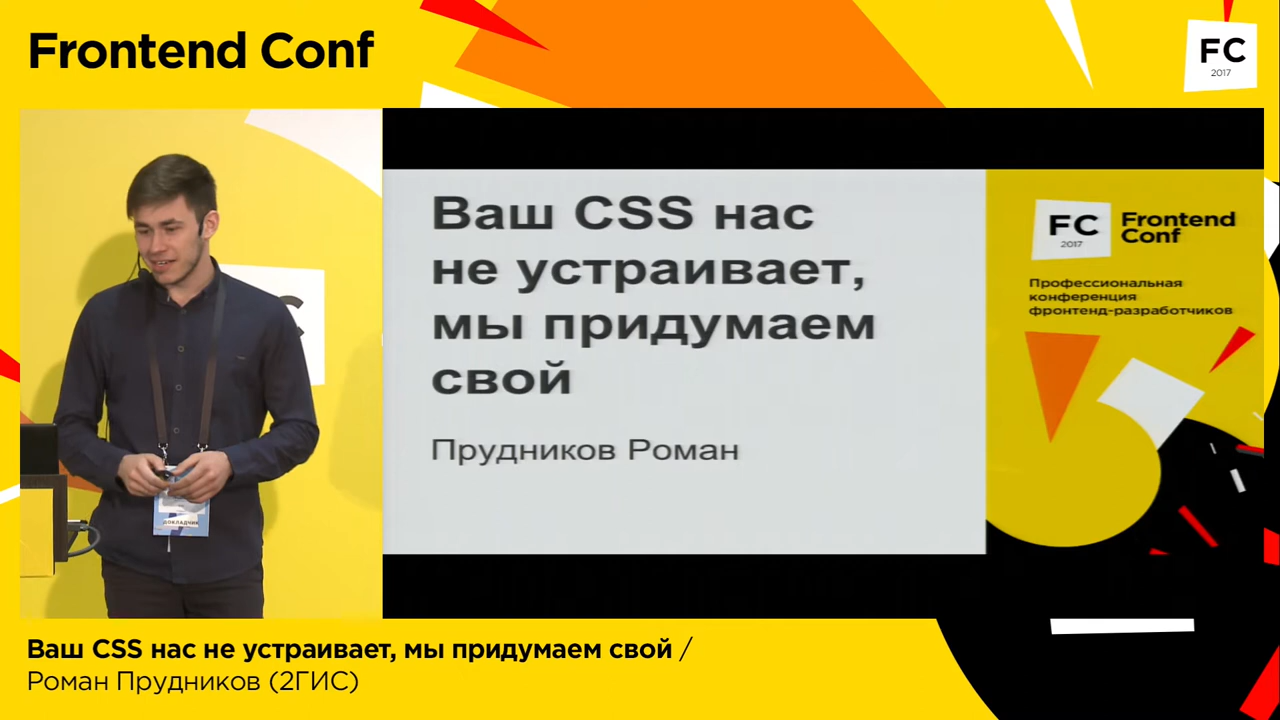 Frontend Conf
FC
2017
Ваш CSS нас
не устраивает,
мы придумаем
свой
Прудников Роман
FC
2017
Frontend
Conf
Профессиональная
конференция
фронтенд-разработчиков
ДОКЛАДЧИК
Ваш CSS нас не устраивает, мы придумаем свой /
Роман Прудников (2ГИС)